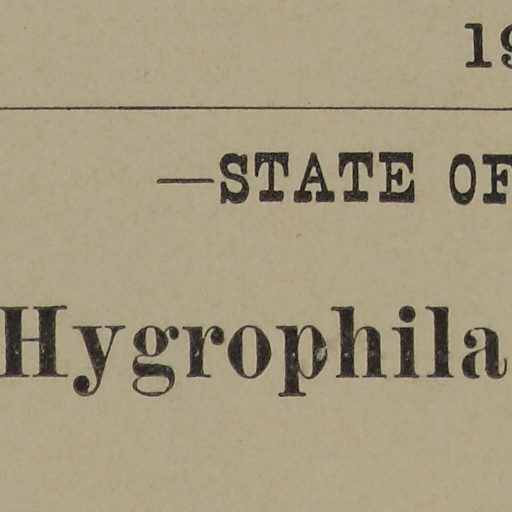 19
—STATE OF
Hygrophila